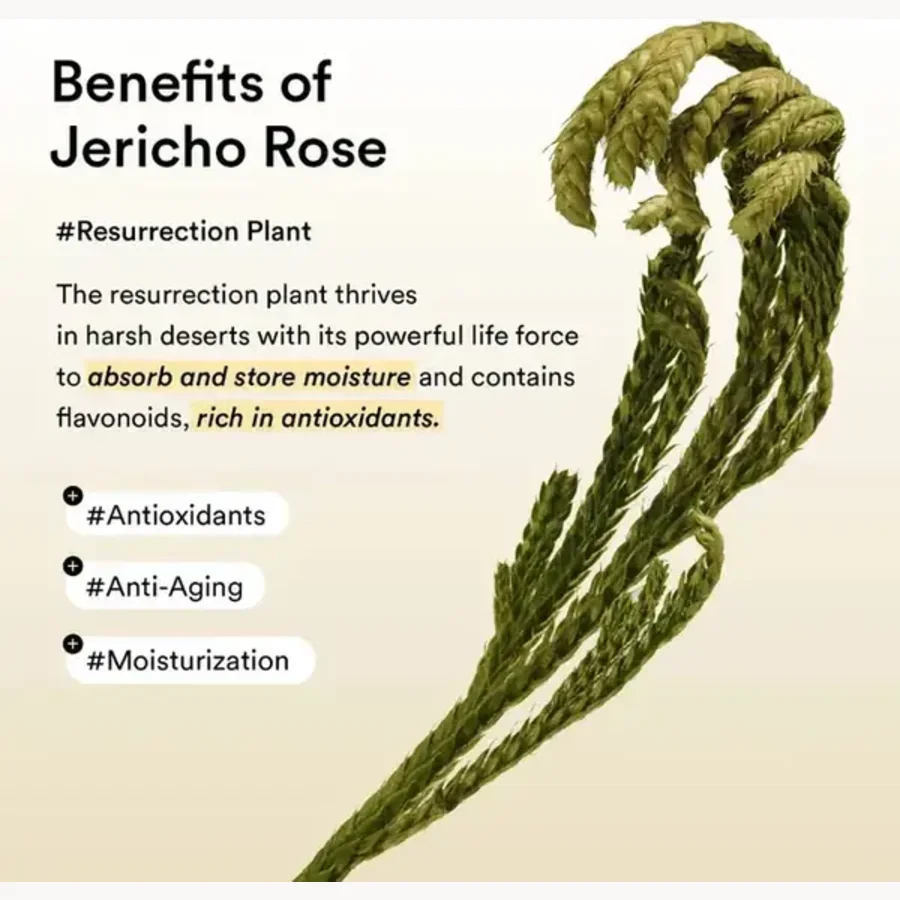 Benefits of
Jericho Rose
#Resurrection Plant
The resurrection plant thrives
in harsh deserts with its powerful life force
to absorb and store moisture and contains
flavonoids, rich in antioxidants.
#Antioxidants
#Anti-Aging
#Moisturization